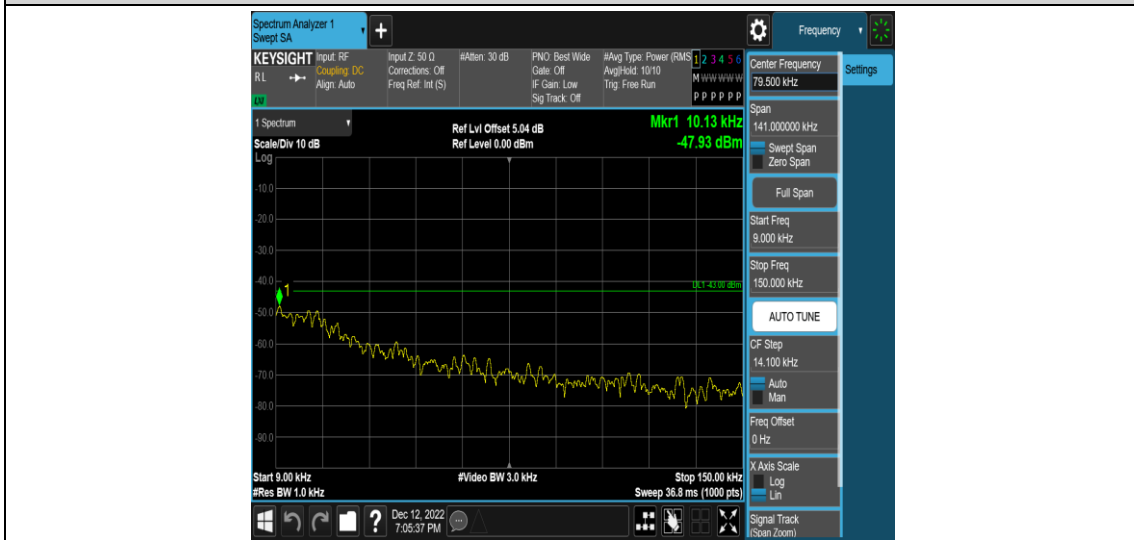 Spectrum Analyzer 1
Swept SA
+
Frequency
KEYSIGHT
RL
Input: RF
Coupling: DC
Align: Auto
Input Z: 50 Ω
Corrections: Off
Freq Ref: Int (S)
#Atten: 30 dB
PNO: Best Wide
Gate: Off
IF Gain: Low
Sig Track: Off
#Avg Type: Power (RMS
Avg|Hold: 10/10
Trig: Free Run
1 2 3 4 5 6
M W W W W W
P P P P P P
1 Spectrum
Scale/Div 10 dB
Log
Ref Lvl Offset 5.04 dB
Ref Level 0.00 dBm
Mkr1 10.13 kHz
-47.93 dBm
-10.0
-20.0
-30.0
-40.0
DL1 -43.00 dBm
1
-50.0
-60.0
-70.0
-80.0
-90.0
Start 9.00 kHz
#Res BW 1.0 kHz
#Video BW 3.0 kHz
Stop 150.00 kHz
Sweep 36.8 ms (1000 pts)
?
Dec 12, 2022
7:05:37 PM
Center Frequency
79.500 kHz
Settings
Span
141.000000 kHz
Swept Span
Zero Span
Full Span
Start Freq
9.000 kHz
Stop Freq
150.000 kHz
AUTO TUNE
CF Step
14.100 kHz
Auto
Man
Freq Offset
0 Hz
X Axis Scale
Log
Lin
Signal Track
(Span Zoom)